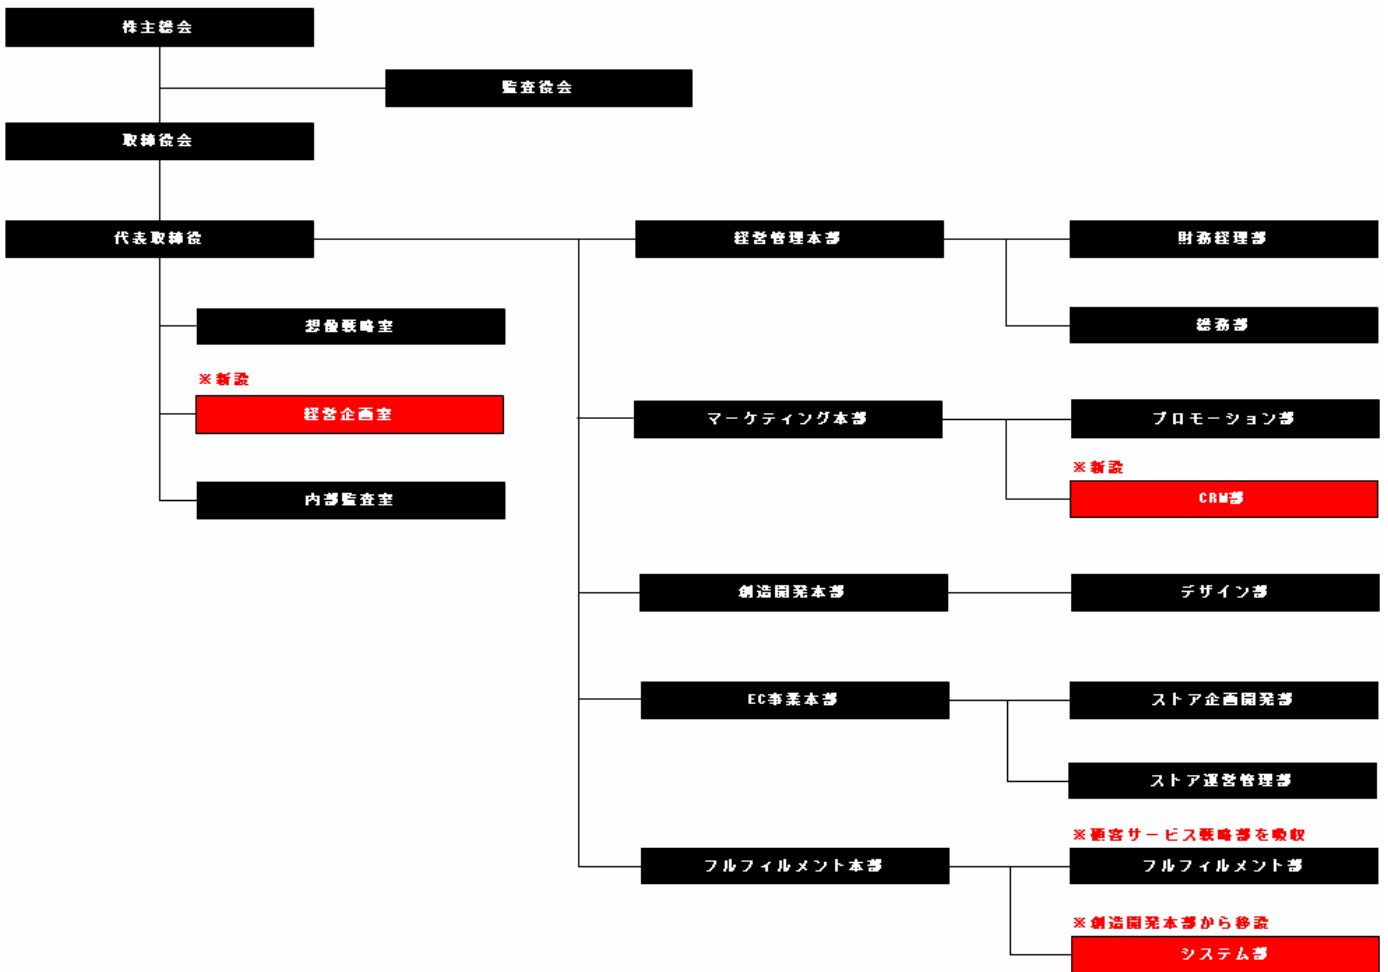 株主総会
監査役会
取締役会
代表取締役
経営管理本部
財務経理部
想像戦略室
総務部
※新設
経営企画室
マーケティング本部
プロモーション部
※新設
CRM部
内部監査室
創造開発本部
デザイン部
EC事業本部
ストア企画開発部
ストア運営管理部
※顧客サービス戦略部を吸収
フルフィルメント本部
フルフィルメント部
※創造開発本部から移設
システム部